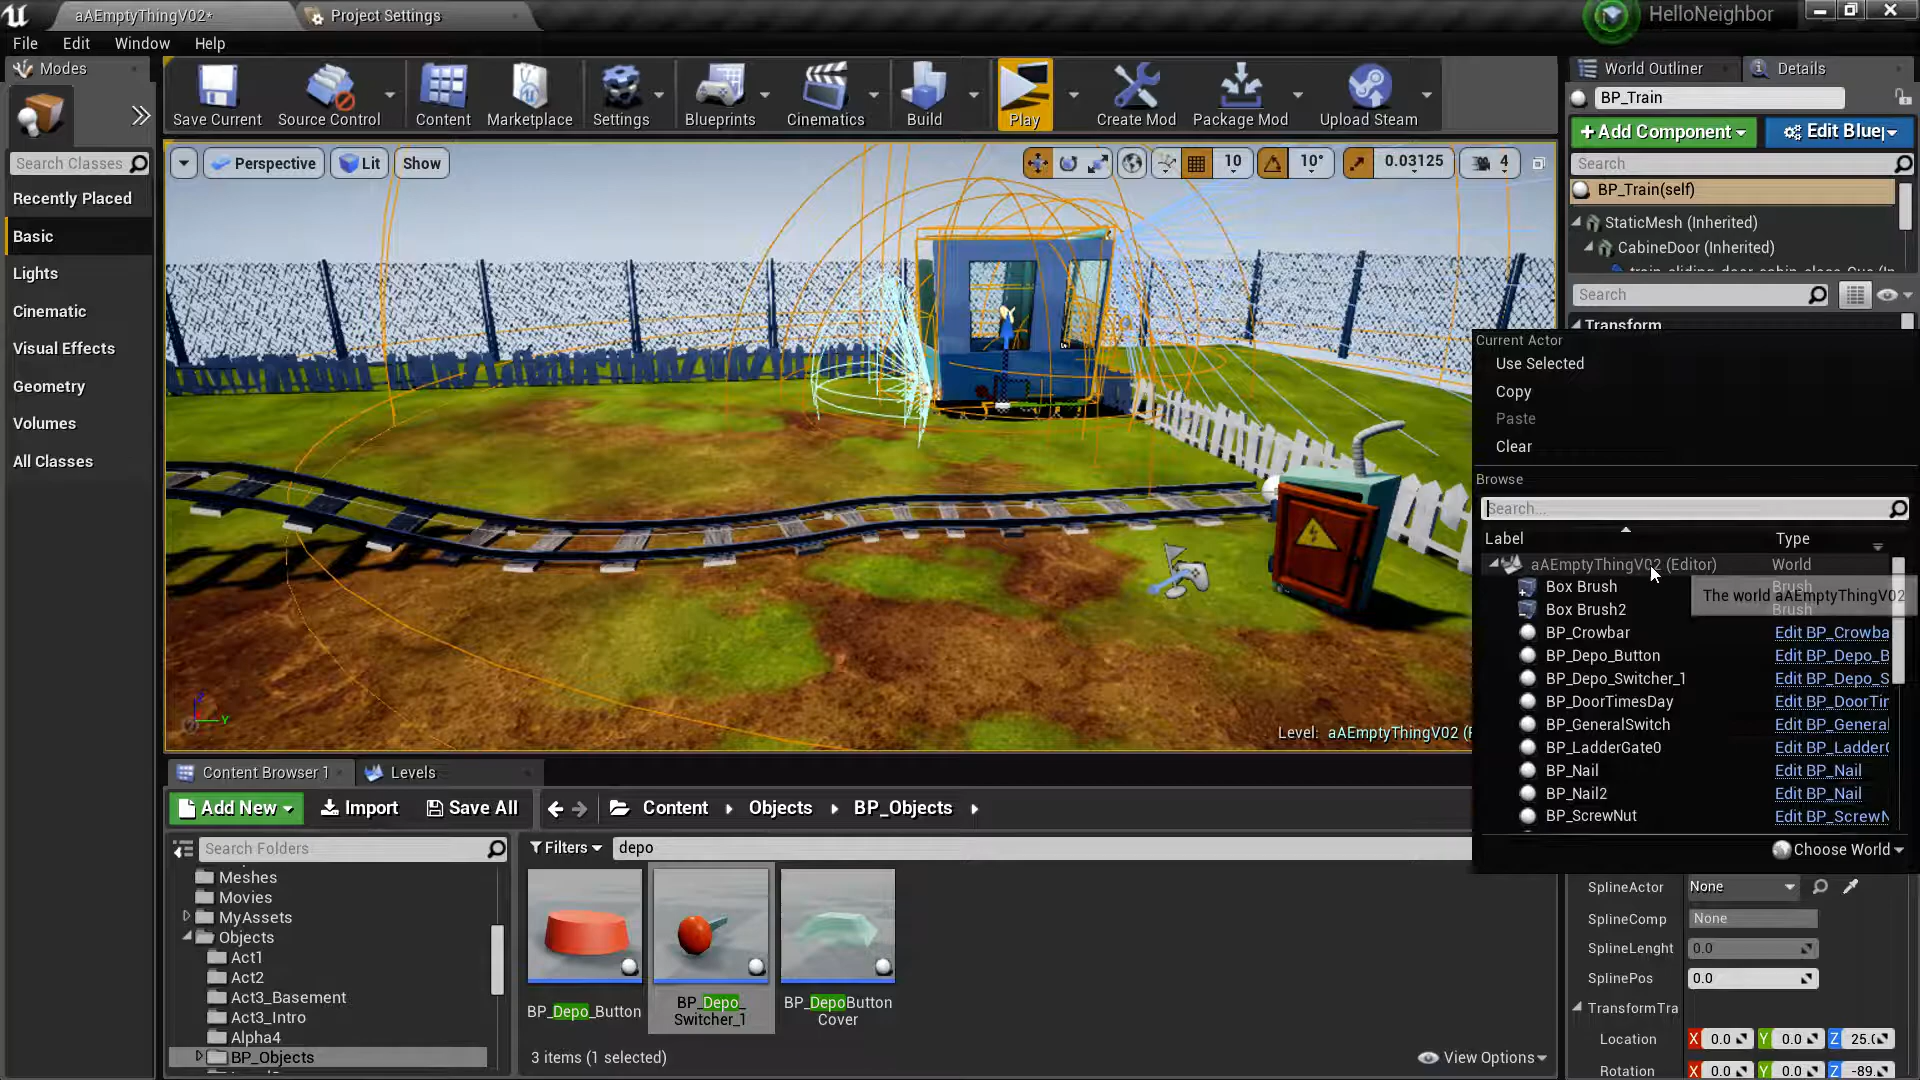 aAEmptyThingV02*
Project Settings
HelloNeighbor
File Edit Window Help
Modes
World Outliner
Details
Save Current
Source Control
Content
Marketplace
Settings
Blueprints
Cinematics
Build
Play
Create Mod
Package Mod
Upload Steam
BP_Train
+Add Component
Edit Blue
Search Classes
Perspective
Lit
Show
10
10°
0.03125
4
Search
BP_Train(self)
StaticMesh (Inherited)
CabineDoor (Inherited)
Search
Transform
Recently Placed
Basic
Lights
Cinematic
Visual Effects
Geometry
Volumes
All Classes
Current Actor
Use Selected
Copy
Paste
Clear
Browse
Search...
Label Type
aAEmptyThingV02 (Editor) World
Box Brush Brush
The world aAEmptyThingV02
Box Brush2 Brush
BP_Crowbar Edit BP_Crowba
BP_Depo_Button Edit BP_Depo_B
BP_Depo_Switcher_1 Edit BP_Depo_S
BP_DoorTimesDay Edit BP_DoorTir
BP_GeneralSwitch Edit BP_General
BP_LadderGate0 Edit BP_Ladder
BP_Nail Edit BP_Nail
BP_Nail2 Edit BP_Nail
BP_ScrewNut Edit BP_Screw
Choose World
Z
Y
Level: aAEmptyThingV02 (
Content Browser 1
Levels
Add New
Import
Save All
Content
Objects
BP_Objects
Search Folders
Filters
depo
Meshes
Movies
MyAssets
Objects
Act1
Act2
Act3_Basement
Act3_Intro
Alpha4
BP_Objects
BP_Depo_Button
BP_Depo_
Switcher_1
BP_DepoButton
Cover
3 items (1 selected)
View Options
SplineActor None
SplineComp None
SplineLenght 0.0
SplinePos 0.0
TransformTra
Location X 0.0 Y 0.0 Z 25.0
Rotation X 0.0 Y 0.0 Z -89.